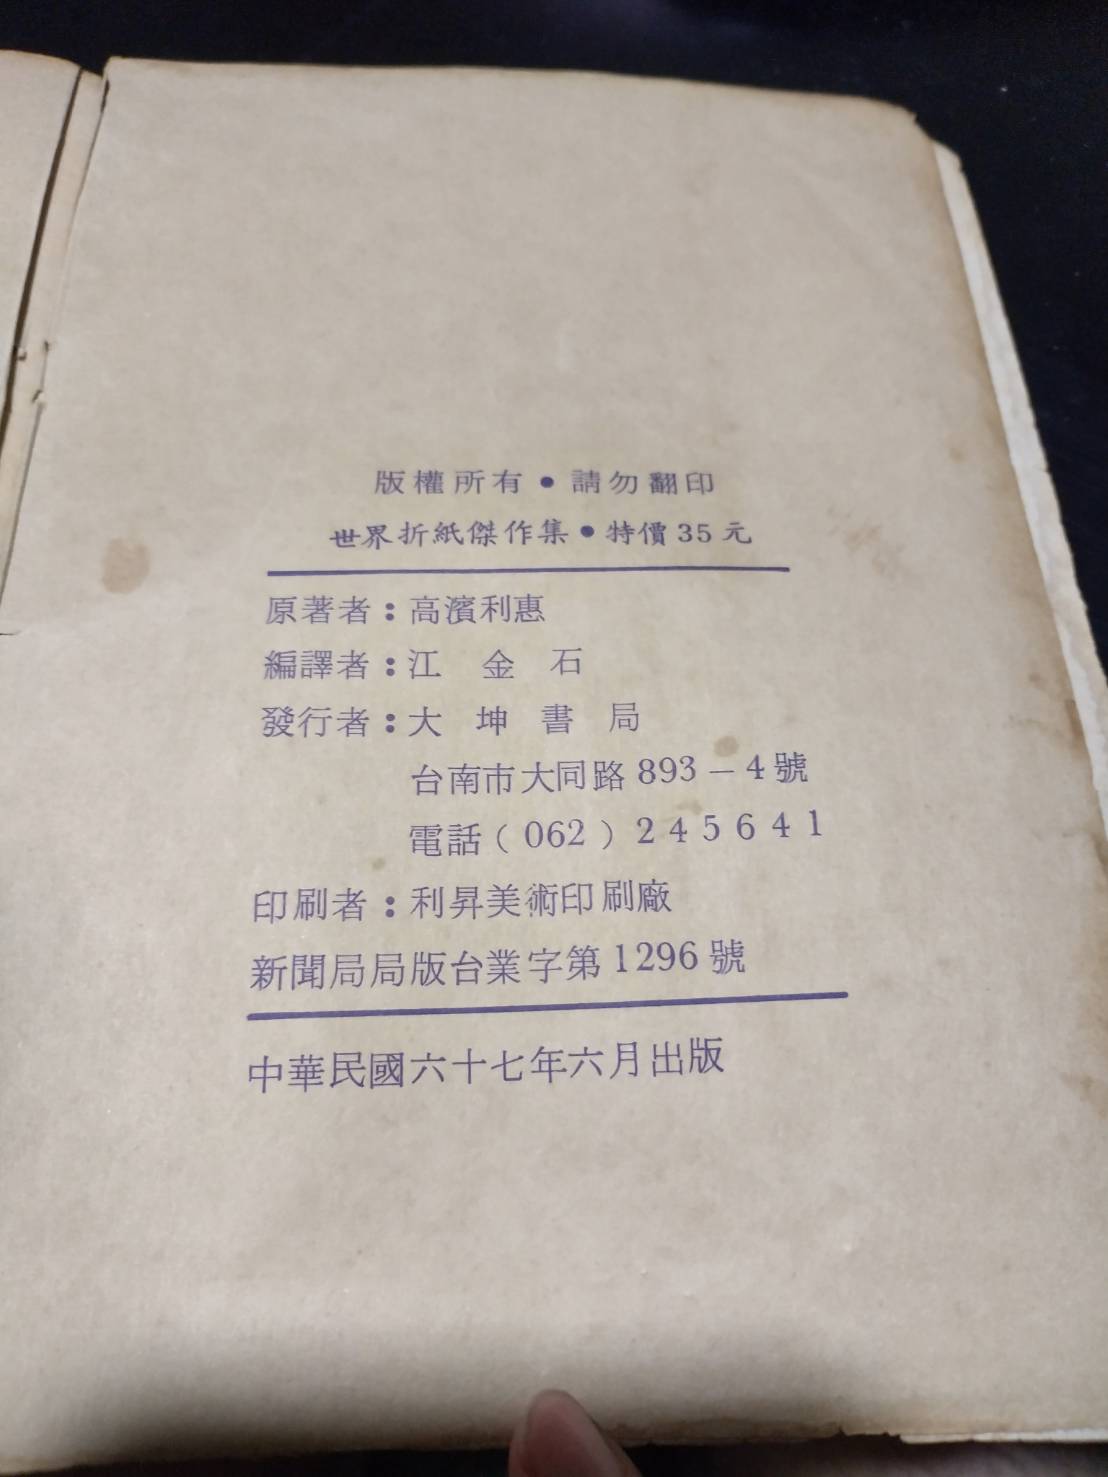 版權所有•請勿翻印
世界折紙傑作集•特價35元
原著者:高濱利惠
編譯者:江 金 石
發行者:大 坤 書 局
台南市大同路893-4號
電話(062)245641
印刷者:利昇美術印刷廠
新聞局局版台業字第1296號
中華民國六十七年六月出版